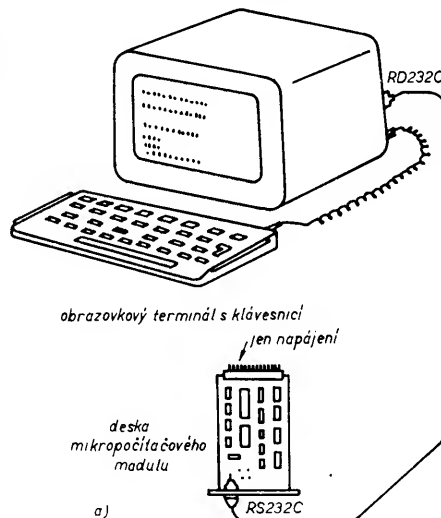 RD232C
obrazovkový terminál s klávesnicí
jen napájení
deska
mikropočítačového
madulu
RS232C
a)